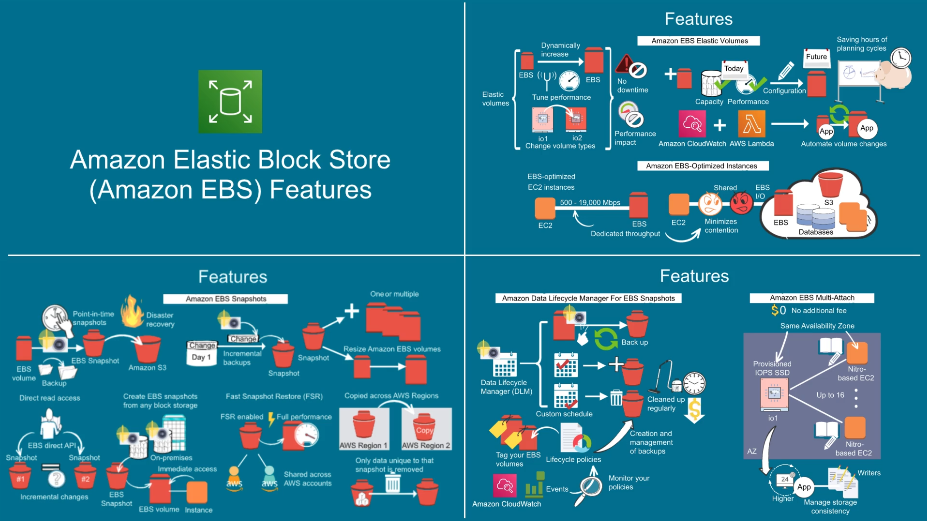 Amazon Elastic Block Store
(Amazon EBS) Features
Features
Amazon EBS Elastic Volumes
Elastic
volumes
Dynamically
increase
EBS
EBS
Tune performance
io1
io2
Change volume types
No
downtime
Performance
impact
Today
Capacity
Performance
Configuration
Future
Saving hours of
planning cycles
Amazon CloudWatch
AWS Lambda
App
App
Automate volume changes
Amazon EBS-Optimized Instances
EBS-optimized
EC2 instances
500 - 19,000 Mbps
EC2
EBS
Dedicated throughput
EC2
Shared
Minimizes
contention
EBS
I/O
EBS
S3
Databases
Features
Amazon EBS Snapshots
Point-in-time
snapshots
Disaster
recovery
EBS
volume
Backup
EBS Snapshot
Amazon S3
Change
Day 1
Change
Incremental
backups
Snapshot
Snapshot
One or multiple
Resize Amazon EBS volumes
Direct read access
EBS direct API
Snapshot
Snapshot
#1
#2
Incremental changes
Create EBS snapshots
from any block storage
On-premises
Immediate access
EBS
Snapshot
EBS volume
Instance
Fast Snapshot Restore (FSR)
FSR enabled
Full performance
aws
aws
Shared across
AWS accounts
Copied across AWS Regions
Copy
AWS Region 1
AWS Region 2
Only data unique to that
snapshot is removed
Features
Amazon Data Lifecycle Manager For EBS Snapshots
Data Lifecycle
Manager (DLM)
Back up
Custom schedule
Cleaned up
regularly
Tag your EBS
volumes
Lifecycle policies
Creation and
management
of backups
Amazon CloudWatch
Events
Monitor your
policies
Amazon EBS Multi-Attach
$0 No additional fee
Same Availability Zone
Provisioned
IOPS SSD
io1
Nitro-
based EC2
Up to 16
Nitro-
based EC2
AZ
24
Higher
App
Writers
Manage storage
consistency